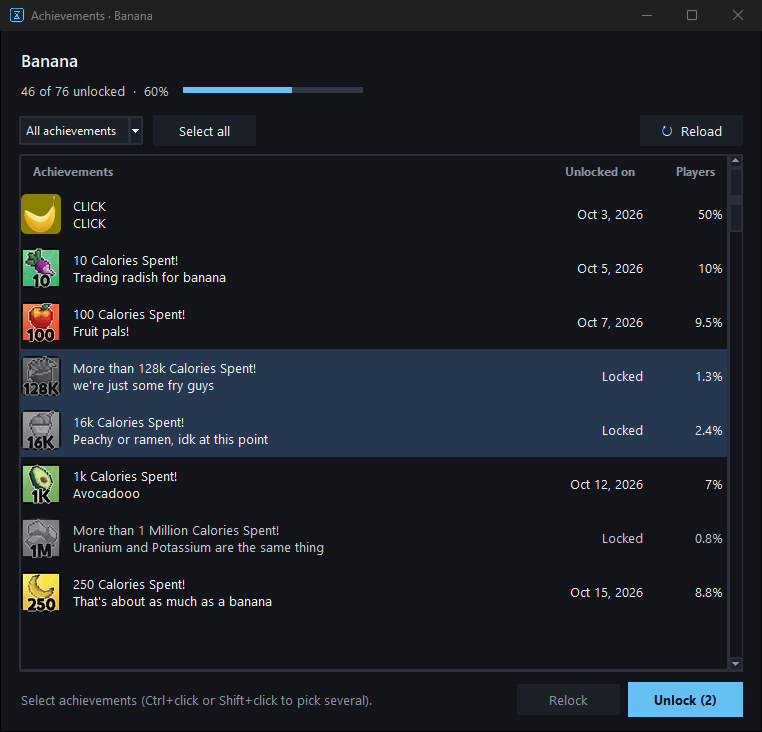 Achievements · Banana
Banana
46 of 76 unlocked · 60%
All achievements
Select all
Reload
Achievements
Unlocked on
Players
CLICK
CLICK
Oct 3, 2026
50%
10
10 Calories Spent!
Trading radish for banana
Oct 5, 2026
10%
100
100 Calories Spent!
Fruit pals!
Oct 7, 2026
9.5%
128K
More than 128k Calories Spent!
we're just some fry guys
Locked
1.3%
16K
16k Calories Spent!
Peachy or ramen, idk at this point
Locked
2.4%
1K
1k Calories Spent!
Avocadooo
Oct 12, 2026
7%
1M
More than 1 Million Calories Spent!
Uranium and Potassium are the same thing
Locked
0.8%
250
250 Calories Spent!
That's about as much as a banana
Oct 15, 2026
8.8%
Select achievements (Ctrl+click or Shift+click to pick several).
Relock
Unlock (2)